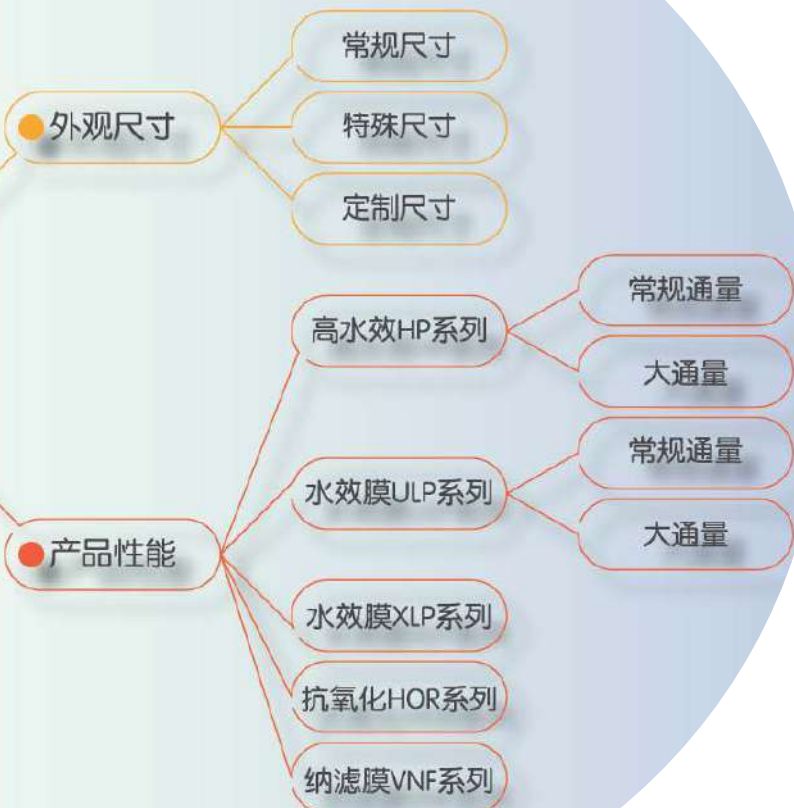 外观尺寸
常规尺寸
特殊尺寸
定制尺寸
产品性能
高水效HP系列
常规通量
大通量
水效膜ULP系列
常规通量
大通量
水效膜XLP系列
抗氧化HOR系列
纳滤膜VNF系列